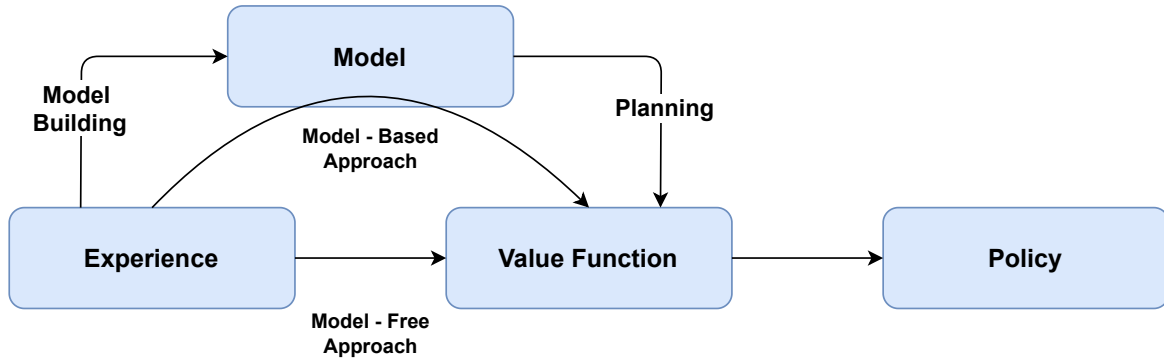 Model
Model
Building
Planning
Model - Based
Approach
Experience
Value Function
Policy
Model - Free
Approach